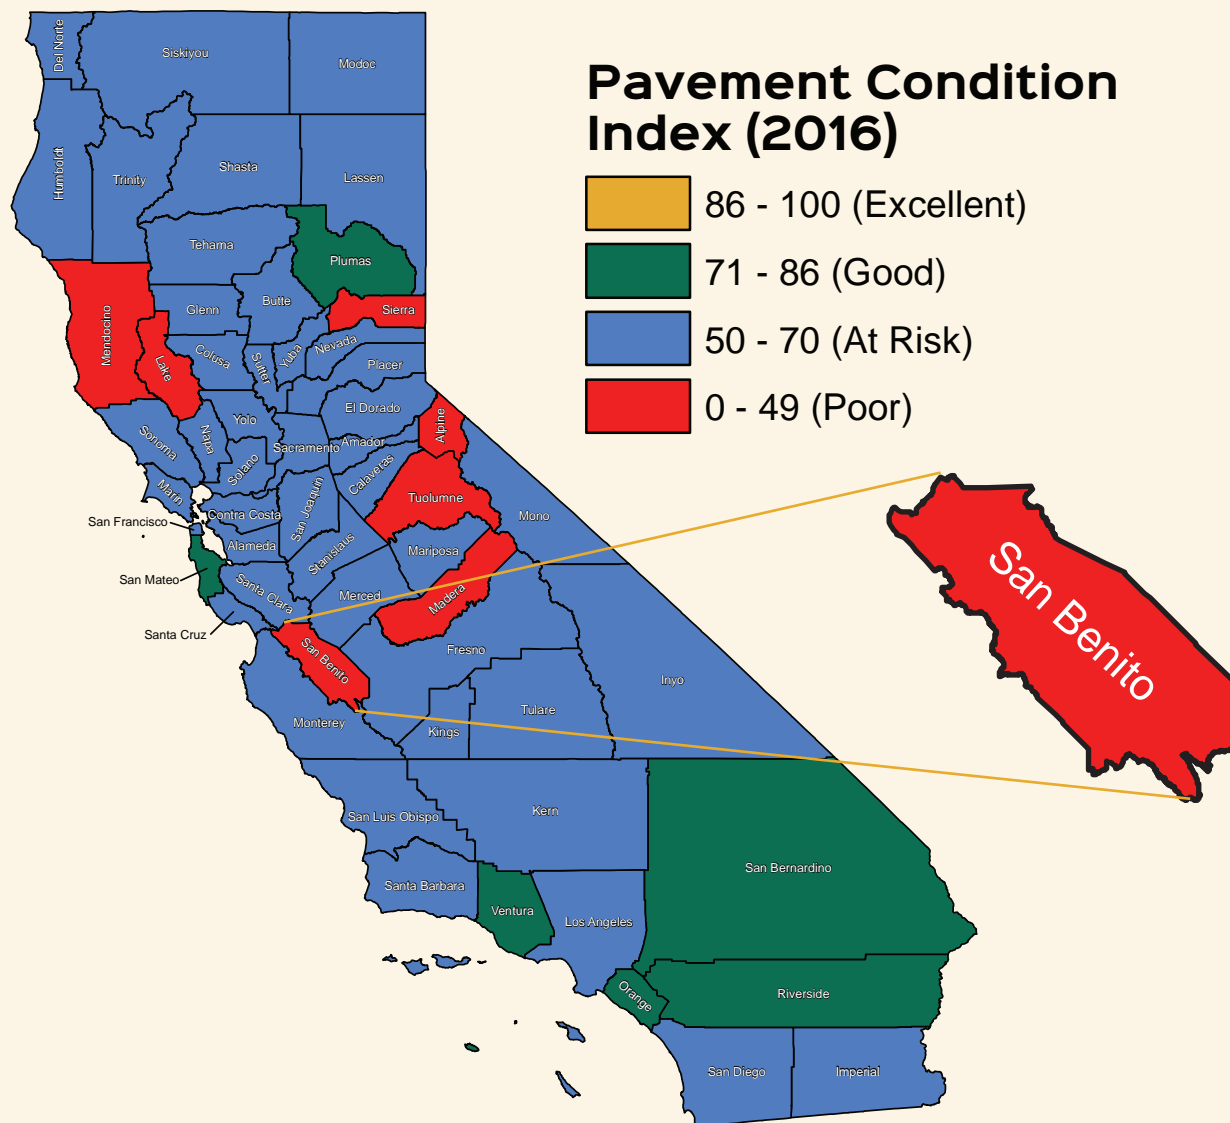 Pavement Condition
Index (2016)
86 - 100 (Excellent)
71 - 86 (Good)
50 - 70 (At Risk)
0 - 49 (Poor)
Del Norte
Siskiyou
Modoc
Humboldt
Trinity
Shasta
Lassen
Tehama
Plumas
Mendocino
Lake
Glenn
Butte
Sierra
Colusa
Sutter
Yuba
Nevada
Placer
El Dorado
Sonoma
Napa
Yolo
Sacramento
Amador
Alpine
Solano
Calaveras
Marin
Contra Costa
San Joaquin
Tuolumne
Mono
San Francisco
Alameda
Stanislaus
Mariposa
San Mateo
Santa Clara
Merced
Madera
Santa Cruz
San Benito
Fresno
San Benito
Inyo
Monterey
Kings
Tulare
San Luis Obispo
Kern
San Bernardino
Santa Barbara
Ventura
Los Angeles
Orange
Riverside
San Diego
Imperial